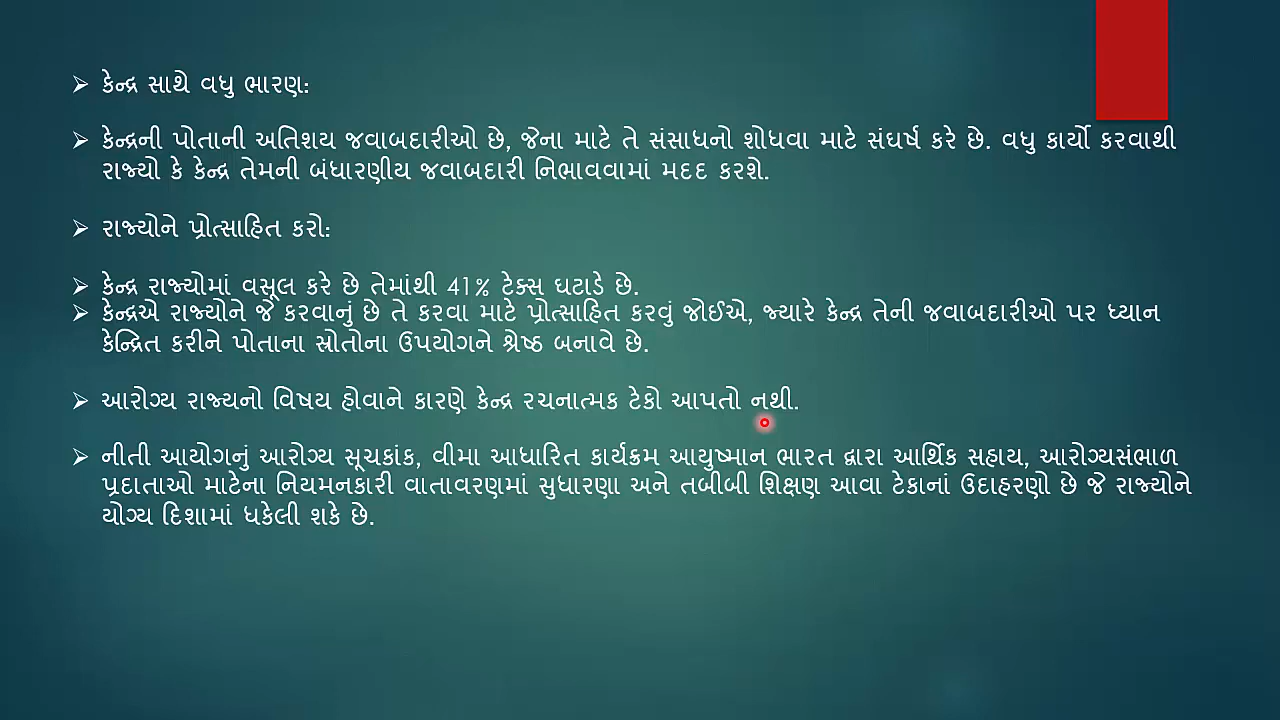 ➢ કેન્દ્ર સાથે વધુ ભારણ:
➢ કેન્દ્રની પોતાની અતિશય જવાબદારીઓ છે, જેના માટે તે સંસાધનો શોધવા માટે સંઘર્ષ કરે છે. વધુ કાર્યો કરવાથી
રાજ્યો કે કેન્દ્ર તેમની બંધારણીય જવાબદારી નિભાવવામાં મદદ કરશે.
➢ રાજ્યોને પ્રોત્સાહિત કરો:
➢ કેન્દ્ર રાજ્યોમાં વસૂલ કરે છે તેમાંથી 41% ટેક્સ ઘટાડે છે.
➢ કેન્દ્રએ રાજ્યોને જે કરવાનું છે તે કરવા માટે પ્રોત્સાહિત કરવું જોઈએ, જ્યારે કેન્દ્ર તેની જવાબદારીઓ પર ધ્યાન
કેન્દ્રિત કરીને પોતાના સ્રોતોના ઉપયોગને શ્રેષ્ઠ બનાવે છે.
➢ આરોગ્ય રાજ્યનો વિષય હોવાને કારણે કેન્દ્ર રચનાત્મક ટેકો આપતો નથી.
➢ નીતી આયોગનું આરોગ્ય સૂચકાંક, વીમા આધારિત કાર્યક્રમ આયુષ્માન ભારત દ્વારા આર્થિક સહાય, આરોગ્યસંભાળ
પ્રદાતાઓ માટેના નિયમનકારી વાતાવરણમાં સુધારણા અને તબીબી શિક્ષણ આવા ટેકાનાં ઉદાહરણો છે જે રાજ્યોને
યોગ્ય દિશામાં ધકેલી શકે છે.